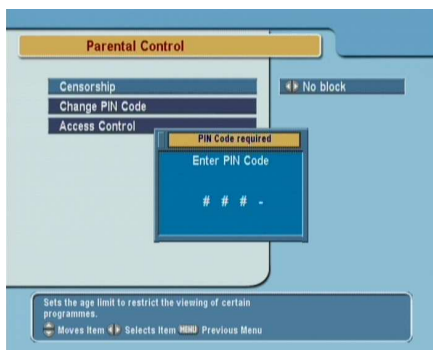 Parental Control
Censorship
No block
Change PIN Code
Access Control
PIN Code required
Enter PIN Code
# # # -
Sets the age limit to restrict the viewing of certain
programmes.
Moves Item Selects Item MENU Previous Menu